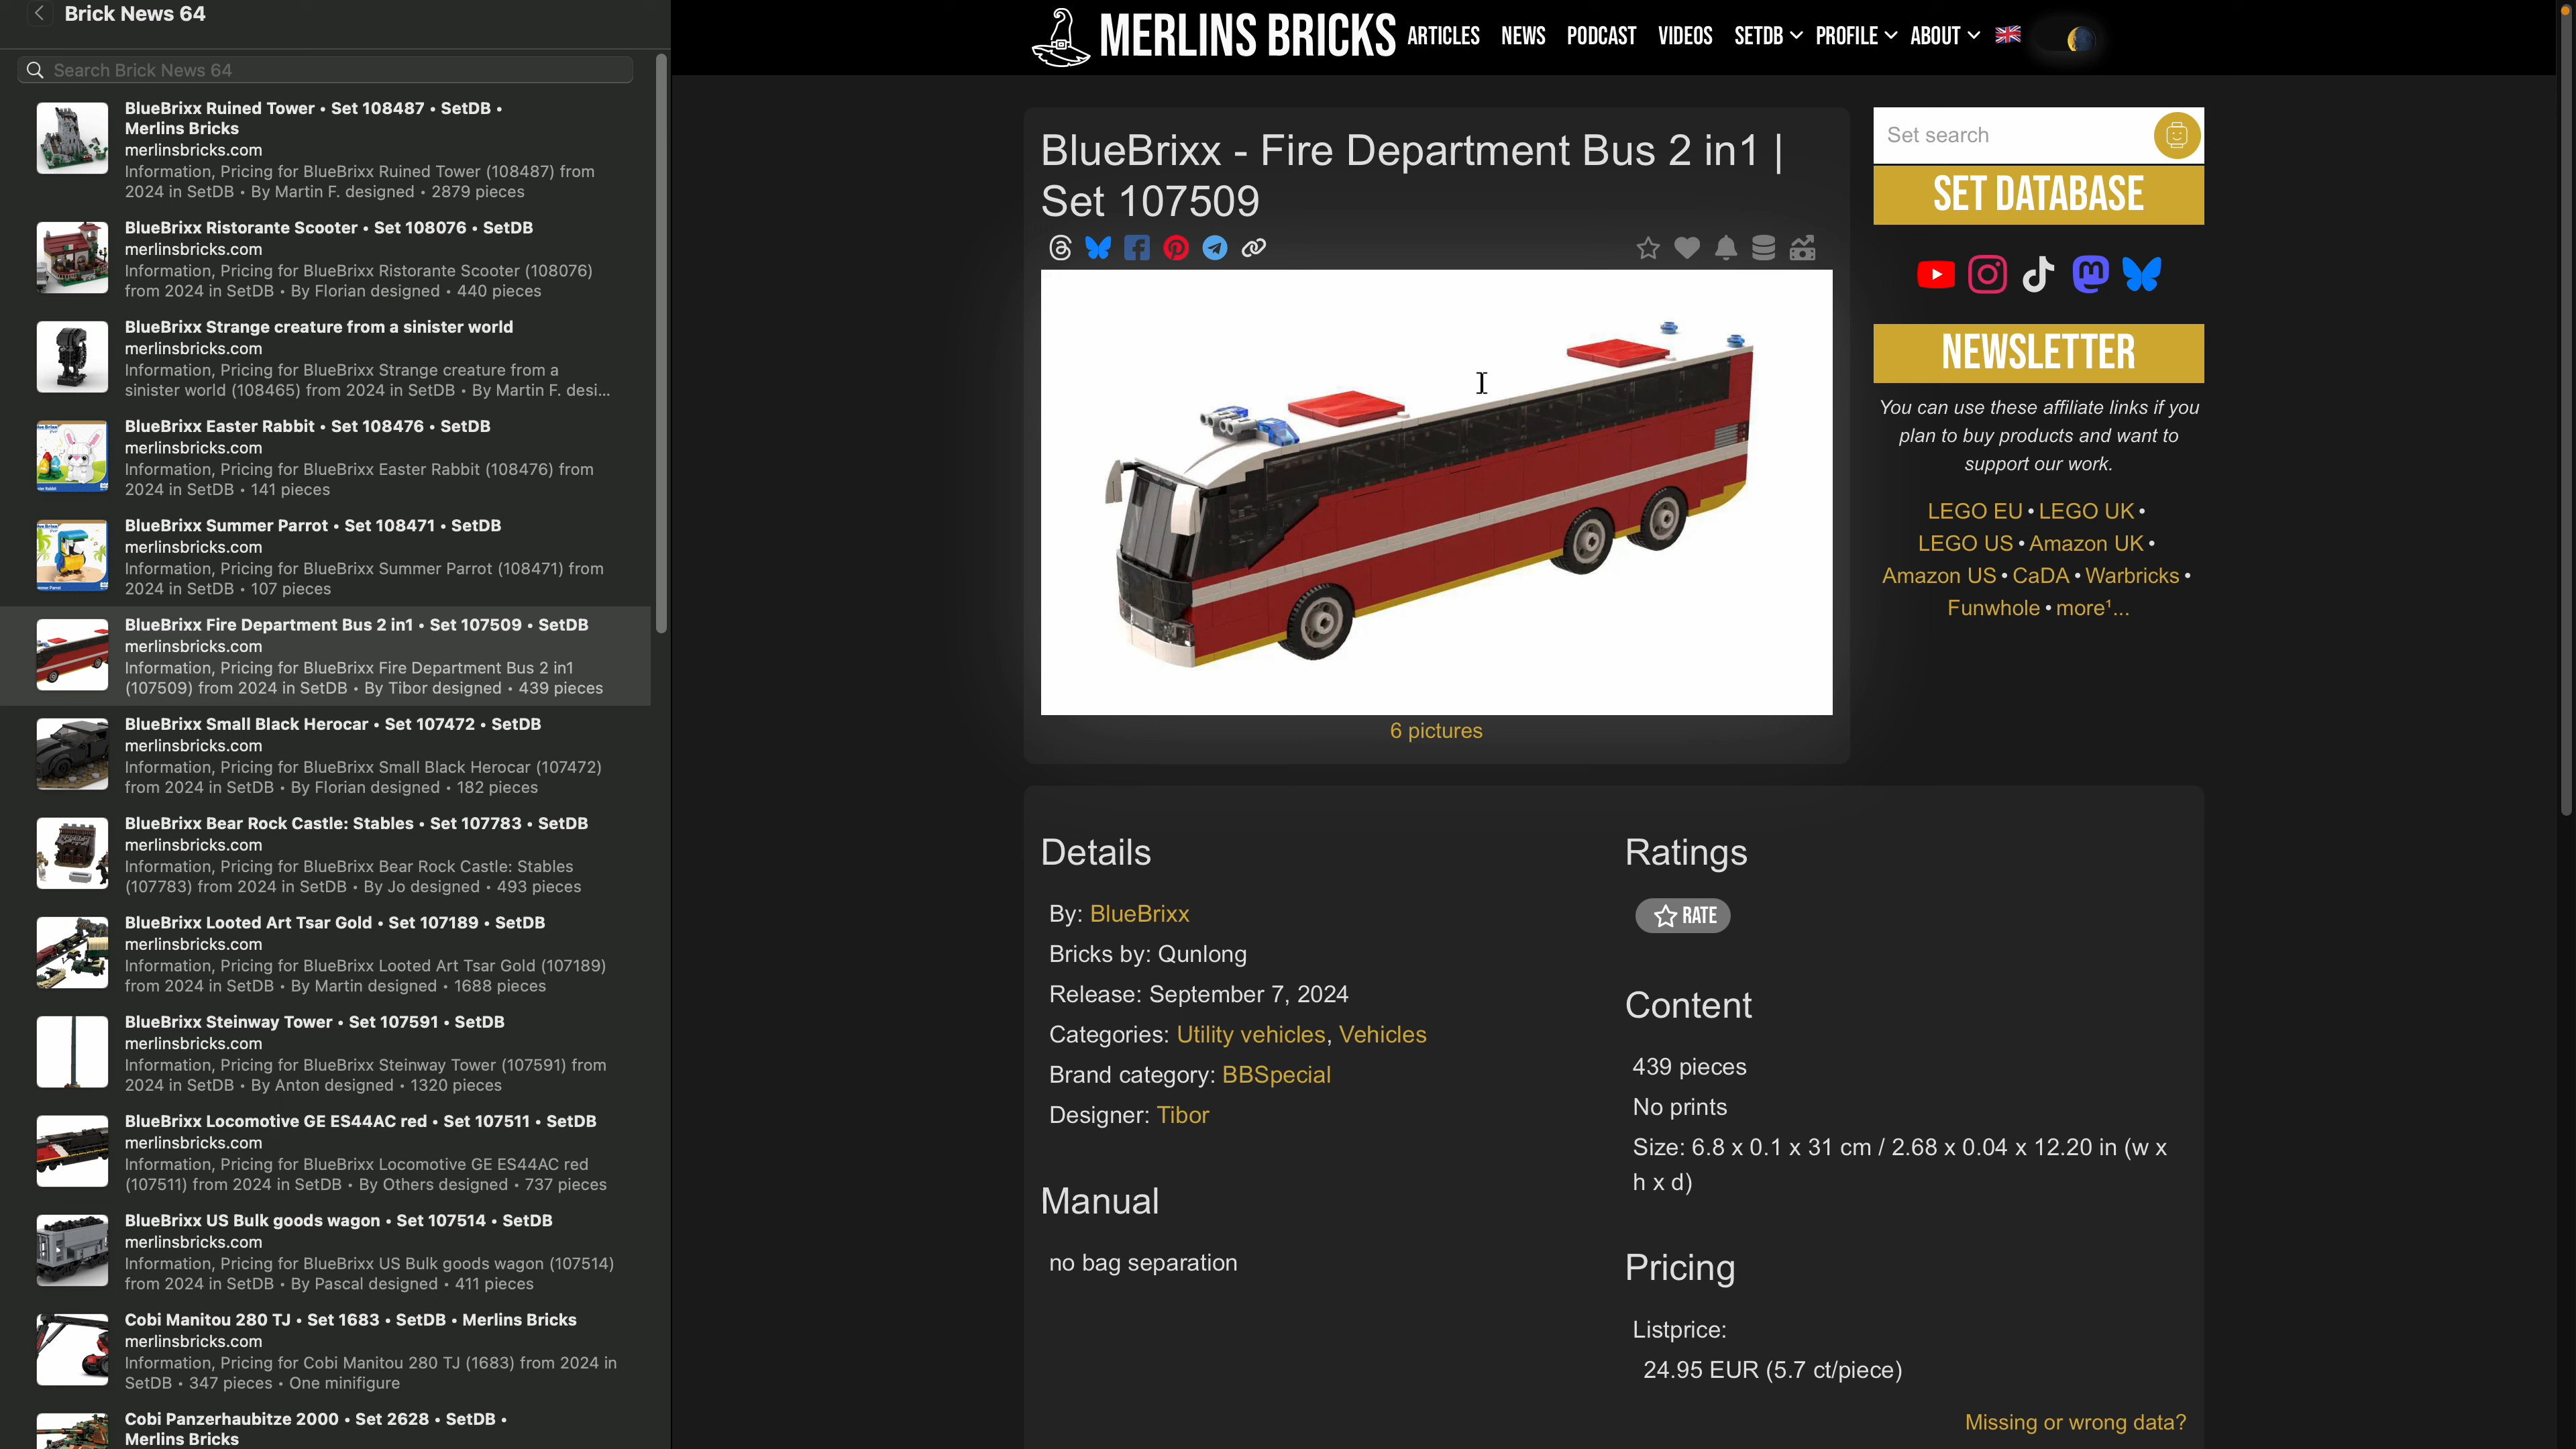 Brick News 64
Search Brick News 64
BlueBrixx Ruined Tower • Set 108487 • SetDB •
Merlins Bricks
merlinsbricks.com
Information, Pricing for BlueBrixx Ruined Tower (108487) from
2024 in SetDB • By Martin F. designed • 2879 pieces
BlueBrixx Ristorante Scooter • Set 108076 • SetDB
merlinsbricks.com
Information, Pricing for BlueBrixx Ristorante Scooter (108076)
from 2024 in SetDB • By Florian designed • 440 pieces
BlueBrixx Strange creature from a sinister world
merlinsbricks.com
Information, Pricing for BlueBrixx Strange creature from a
sinister world (108465) from 2024 in SetDB • By Martin F. desi...
BlueBrixx Easter Rabbit • Set 108476 • SetDB
merlinsbricks.com
Information, Pricing for BlueBrixx Easter Rabbit (108476) from
2024 in SetDB • 141 pieces
BlueBrixx Summer Parrot • Set 108471 • SetDB
merlinsbricks.com
Information, Pricing for BlueBrixx Summer Parrot (108471) from
2024 in SetDB • 107 pieces
BlueBrixx Fire Department Bus 2 in1 • Set 107509 • SetDB
merlinsbricks.com
Information, Pricing for BlueBrixx Fire Department Bus 2 in1
(107509) from 2024 in SetDB • By Tibor designed • 439 pieces
BlueBrixx Small Black Herocar • Set 107472 • SetDB
merlinsbricks.com
Information, Pricing for BlueBrixx Small Black Herocar (107472)
from 2024 in SetDB • By Florian designed • 182 pieces
BlueBrixx Bear Rock Castle: Stables • Set 107783 • SetDB
merlinsbricks.com
Information, Pricing for BlueBrixx Bear Rock Castle: Stables
(107783) from 2024 in SetDB • By Jo designed • 493 pieces
BlueBrixx Looted Art Tsar Gold • Set 107189 • SetDB
merlinsbricks.com
Information, Pricing for BlueBrixx Looted Art Tsar Gold (107189)
from 2024 in SetDB • By Martin designed • 1688 pieces
BlueBrixx Steinway Tower • Set 107591 • SetDB
merlinsbricks.com
Information, Pricing for BlueBrixx Steinway Tower (107591) from
2024 in SetDB • By Anton designed • 1320 pieces
BlueBrixx Locomotive GE ES44AC red • Set 107511 • SetDB
merlinsbricks.com
Information, Pricing for BlueBrixx Locomotive GE ES44AC red
(107511) from 2024 in SetDB • By Others designed • 737 pieces
BlueBrixx US Bulk goods wagon • Set 107514 • SetDB
merlinsbricks.com
Information, Pricing for BlueBrixx US Bulk goods wagon (107514)
from 2024 in SetDB • By Pascal designed • 411 pieces
Cobi Manitou 280 TJ • Set 1683 • SetDB • Merlins Bricks
merlinsbricks.com
Information, Pricing for Cobi Manitou 280 TJ (1683) from 2024 in
SetDB • 347 pieces • One minifigure
Cobi Panzerhaubitze 2000 • Set 2628 • SetDB •
Merlins Bricks
MERLINS BRICKS ARTICLES NEWS PODCAST VIDEOS SETDB PROFILE ABOUT
BlueBrixx - Fire Department Bus 2 in1 |
Set 107509
6 pictures
Set search
SET DATABASE
NEWSLETTER
You can use these affiliate links if you
plan to buy products and want to
support our work.
LEGO EU • LEGO UK •
LEGO US • Amazon UK •
Amazon US • CaDA • Warbricks •
Funwhole • more¹...
Details
By: BlueBrixx
Bricks by: Qunlong
Release: September 7, 2024
Categories: Utility vehicles, Vehicles
Brand category: BBSpecial
Designer: Tibor
Manual
no bag separation
Ratings
RATE
Content
439 pieces
No prints
Size: 6.8 x 0.1 x 31 cm / 2.68 x 0.04 x 12.20 in (w x
h x d)
Pricing
Listprice:
24.95 EUR (5.7 ct/piece)
Missing or wrong data?